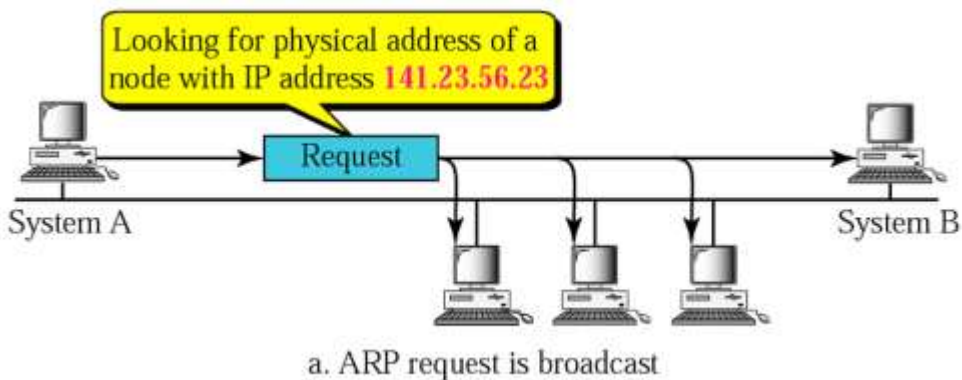 Looking for physical address of a
node with IP address 141.23.56.23
Request
System A
System B
a. ARP request is broadcast